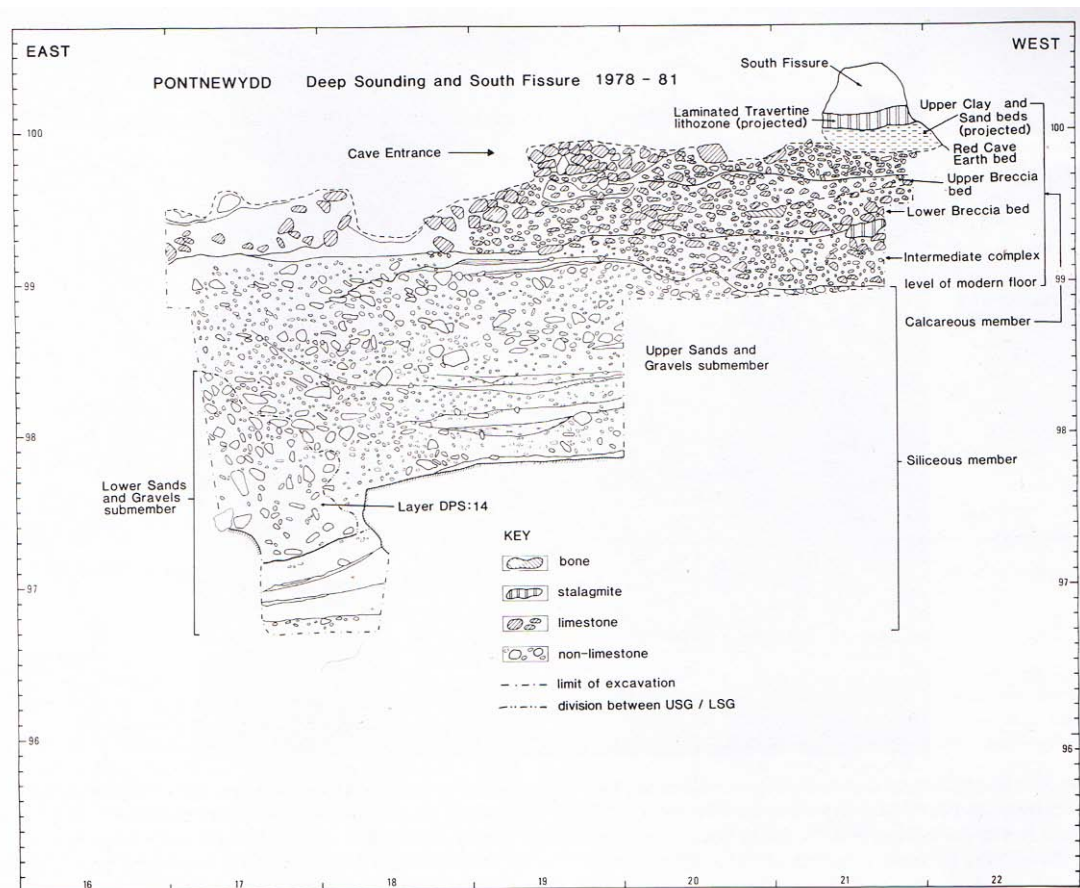 EAST
WEST
PONTNEWYDD Deep Sounding and South Fissure 1978 - 81
South Fissure
Laminated Travertine
lithozone (projected)
Upper Clay and
Sand beds
(projected)
100
100
Cave Entrance
Red Cave
Earth bed
Upper Breccia
bed
Lower Breccia bed
Intermediate complex
99
level of modern floor
99
Calcareous member
Upper Sands and
Gravels submember
98
98
Siliceous member
Lower Sands
and Gravels
submember
Layer DPS:14
KEY
bone
stalagmite
limestone
non-limestone
limit of excavation
division between USG / LSG
97
97
96
96
16
17
18
19
20
21
22